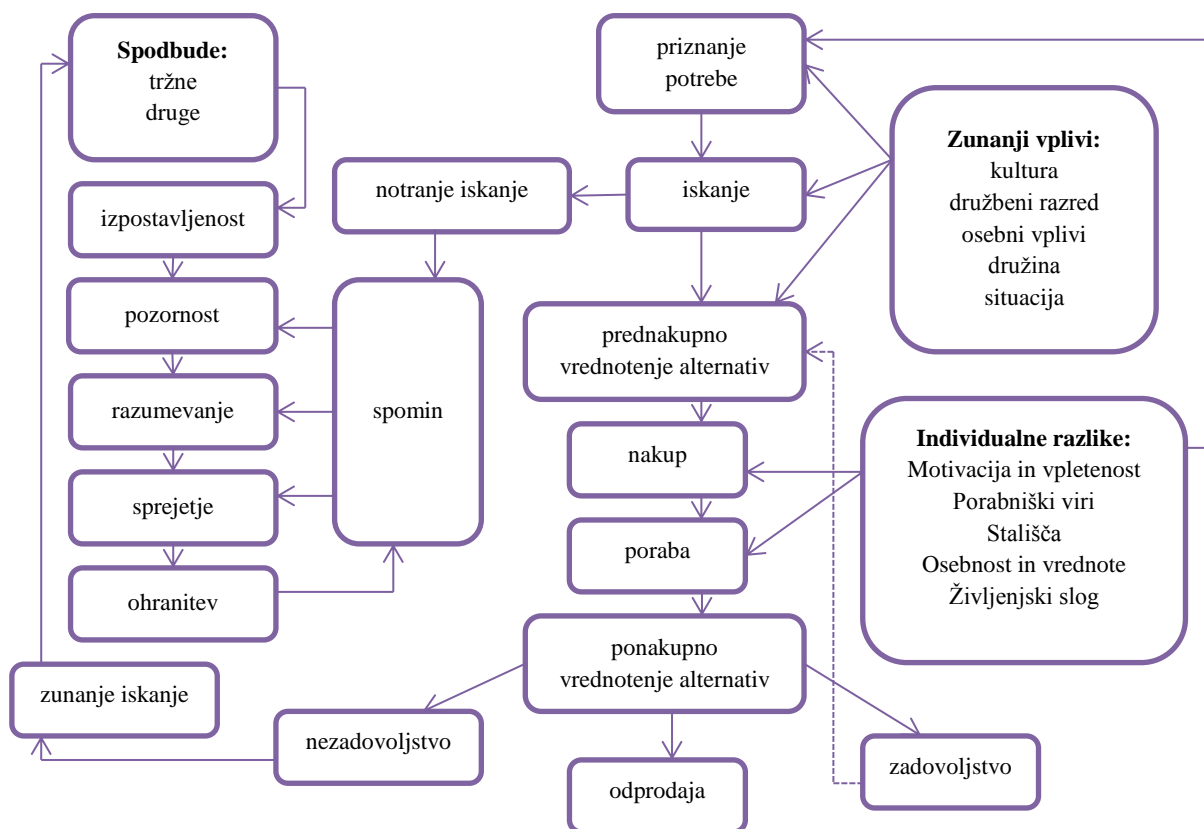 Spodbude:
tržne
druge
izpostavljenost
pozornost
razumevanje
sprejetje
ohranitev
zunanje iskanje
notranje iskanje
spomin
nezadovoljstvo
priznanje
potrebe
iskanje
prednakupno
vrednotenje alternativ
nakup
poraba
ponakupno
vrednotenje alternativ
odprodaja
Zunanji vplivi:
kultura
družbeni razred
osebni vplivi
družina
situacija
Individualne razlike:
Motivacija in vpletenost
Porabniški viri
Stališča
Osebnost in vrednote
Življenjski slog
zadovoljstvo